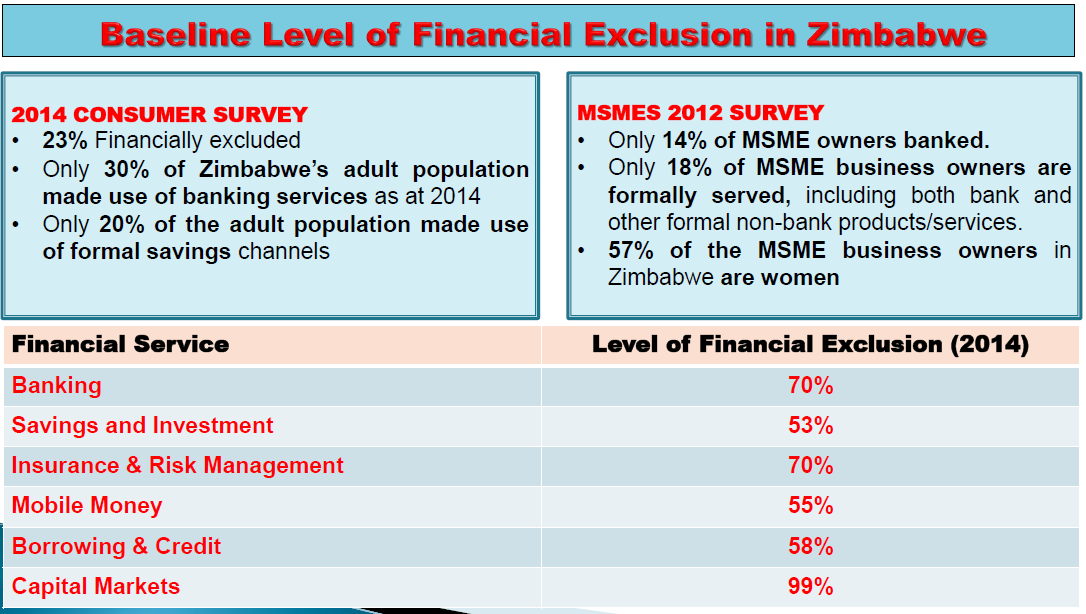 Baseline Level of Financial Exclusion in Zimbabwe
2014 CONSUMER SURVEY
• 23% Financially excluded
• Only 30% of Zimbabwe’s adult population
made use of banking services as at 2014
• Only 20% of the adult population made use
of formal savings channels
MSMES 2012 SURVEY
• Only 14% of MSME owners banked.
• Only 18% of MSME business owners are
formally served, including both bank and
other formal non-bank products/services.
• 57% of the MSME business owners in
Zimbabwe are women
Financial Service Level of Financial Exclusion (2014)
Banking 70%
Savings and Investment 53%
Insurance & Risk Management 70%
Mobile Money 55%
Borrowing & Credit 58%
Capital Markets 99%